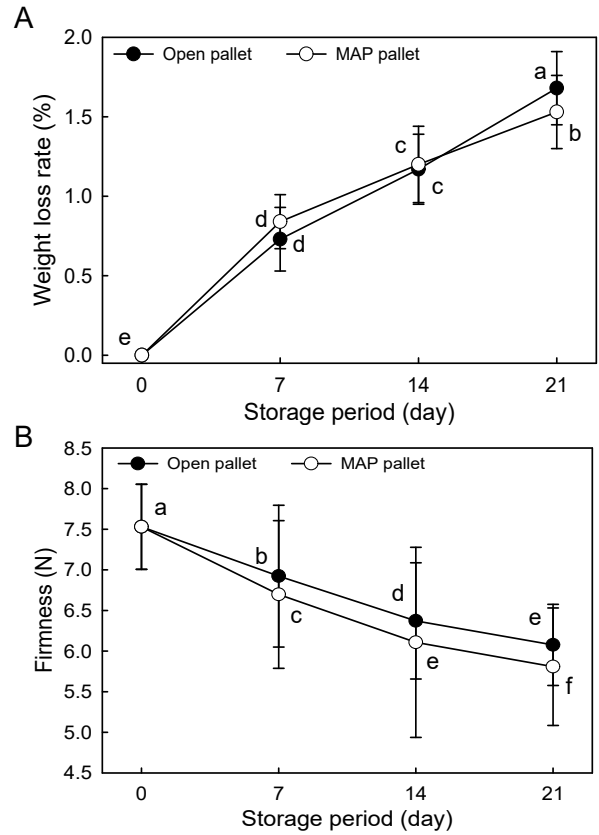 A
Open pallet MAP pallet
2.0
1.5
1.0
0.5
0.0
Weight loss rate (%)
a
b
c
c
d
d
e
0 7 14 21
Storage period (day)
B
Open pallet MAP pallet
8.5
8.0
7.5
7.0
6.5
6.0
5.5
5.0
4.5
Firmness (N)
a
b
c
d
e
e
f
0 7 14 21
Storage period (day)